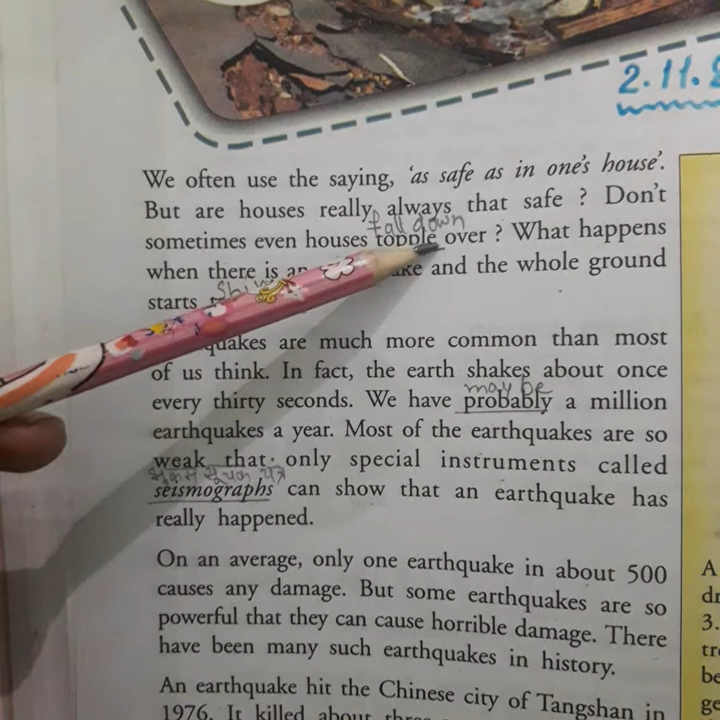 2.11.2
We often use the saying, 'as safe as in one's house'.
But are houses really always that safe ? Don't
fall down
sometimes even houses topple over ? What happens
when there is an and the whole ground
starts
quakes are much more common than most
of us think. In fact, the earth shakes about once
every thirty seconds. We have probably a million
may be
earthquakes a year. Most of the earthquakes are so
weak that only special instruments called
seismographs can show that an earthquake has
really happened.
On an average, only one earthquake in about 500
causes any damage. But some earthquakes are so
powerful that they can cause horrible damage. There
have been many such earthquakes in history.
An earthquake hit the Chinese city of Tangshan in
1976. It killed about
A
3.